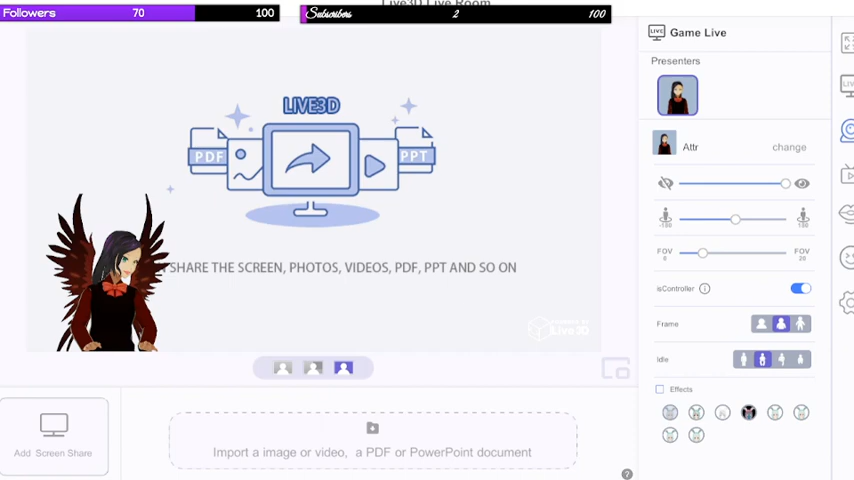 Live3D Live Room
Followers 70 100
Subscribers 2 100
LIVE Game Live
Presenters
LIVE3D
PDF
PPT
Attr change
-180 180
SHARE THE SCREEN, PHOTOS, VIDEOS, PDF, PPT AND SO ON
FOV FOV
0 20
isController
Live3D
Frame
Idle
Effects
Add Screen Share
Import a image or video, a PDF or PowerPoint document
?